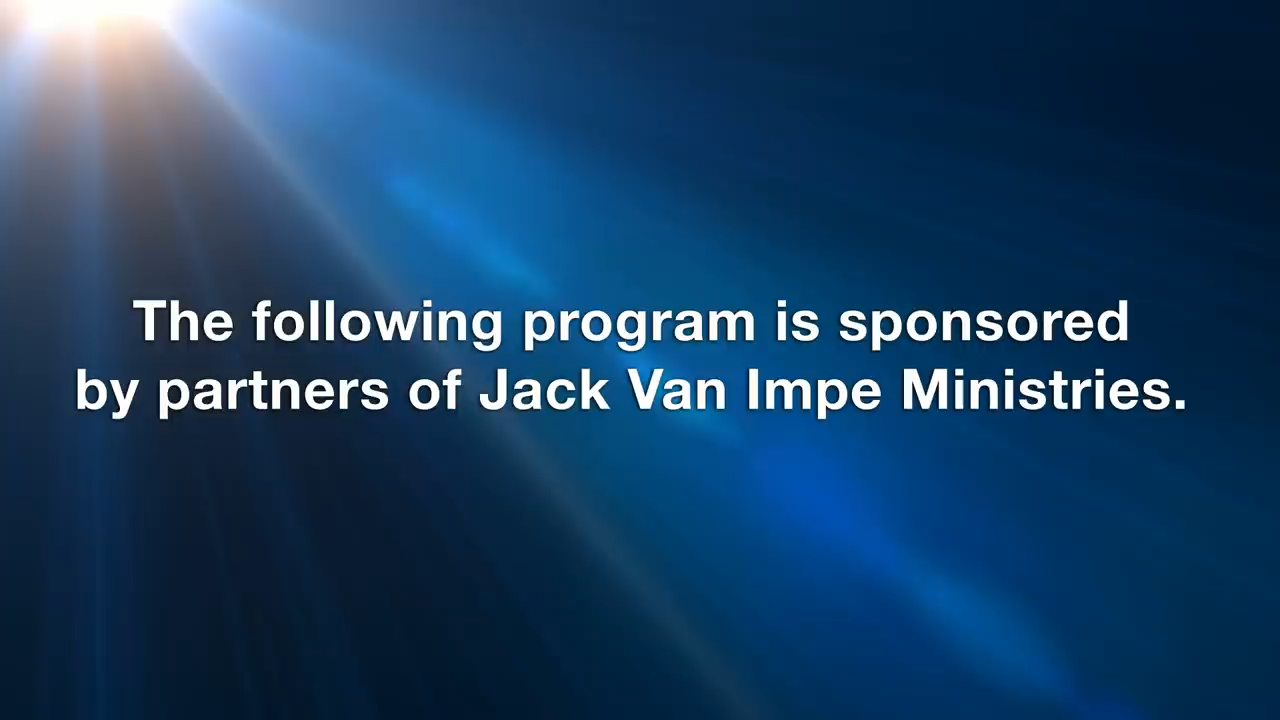 The following program is sponsored
by partners of Jack Van Impe Ministries.